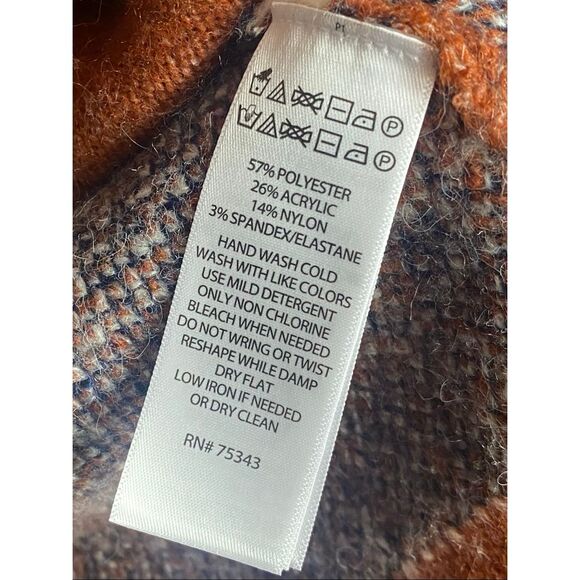 P1
P
P
57% POLYESTER
26% ACRYLIC
14% NYLON
3% SPANDEX/ELASTANE
HAND WASH COLD
WASH WITH LIKE COLORS
USE MILD DETERGENT
ONLY NON CHLORINE
BLEACH WHEN NEEDED
DO NOT WRING OR TWIST
RESHAPE WHILE DAMP
DRY FLAT
LOW IRON IF NEEDED
OR DRY CLEAN
RN# 75343